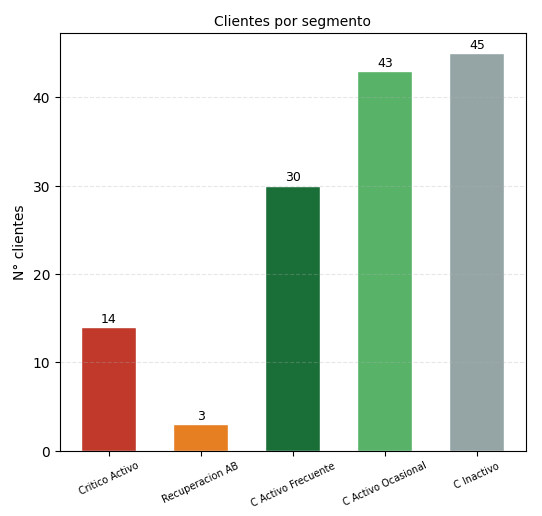 Clientes por segmento
N° clientes
40
30
20
10
0
14
3
30
43
45
Critico Activo
Recuperacion AB
C Activo Frecuente
C Activo Ocasional
C Inactivo